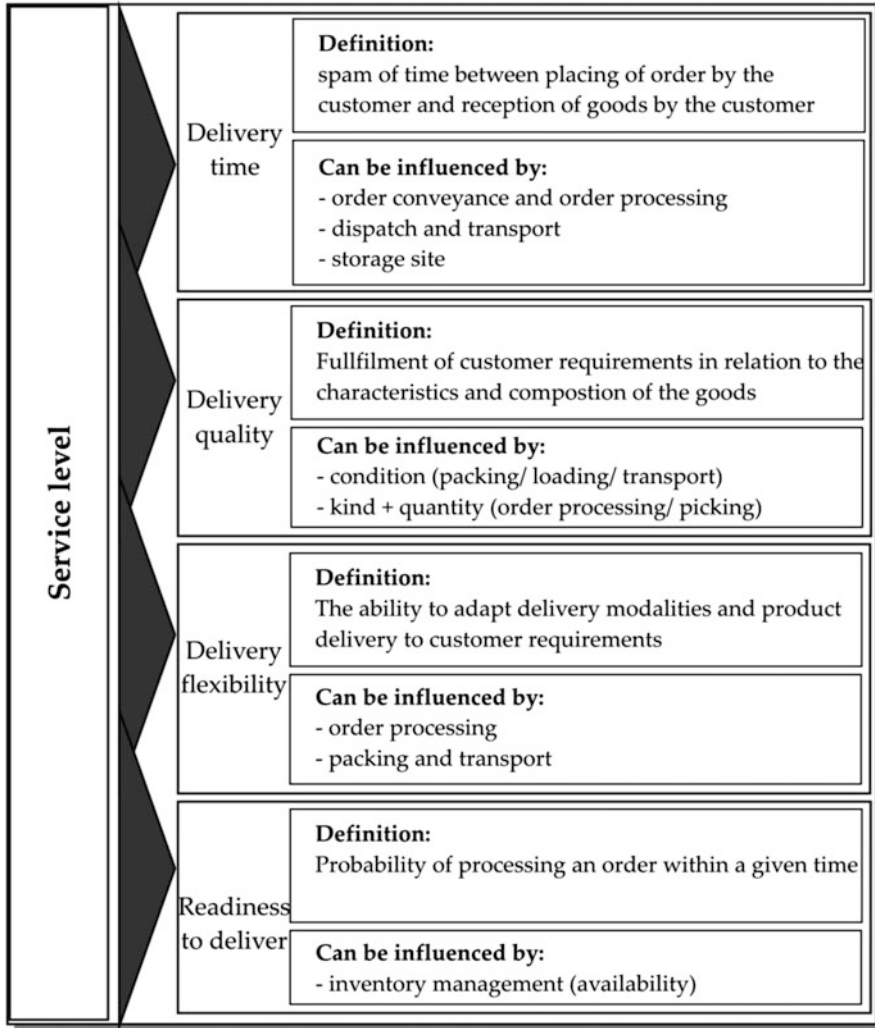 Service level
Delivery
time
Definition:
spam of time between placing of order by the
customer and reception of goods by the customer
Can be influenced by:
- order conveyance and order processing
- dispatch and transport
- storage site
Delivery
quality
Definition:
Fullfilment of customer requirements in relation to the
characteristics and compostion of the goods
Can be influenced by:
- condition (packing/ loading/ transport)
- kind + quantity (order processing/ picking)
Delivery
flexibility
Definition:
The ability to adapt delivery modalities and product
delivery to customer requirements
Can be influenced by:
- order processing
- packing and transport
Readiness
to deliver
Definition:
Probability of processing an order within a given time
Can be influenced by:
- inventory management (availability)